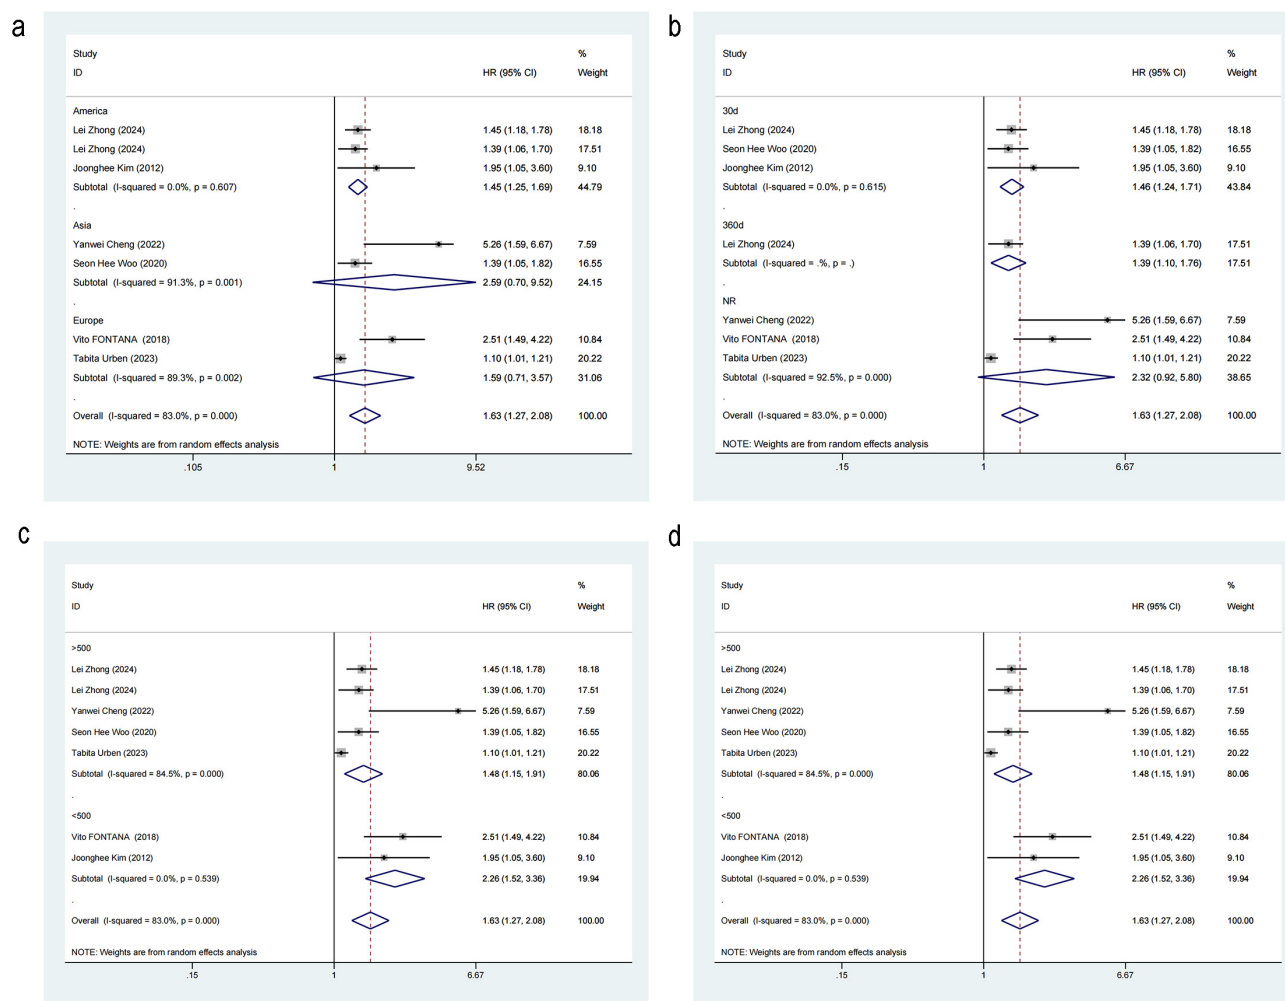 a
Study %
ID HR (95% CI) Weight
America
Lei Zhong (2024) 1.45 (1.18, 1.78) 18.18
Lei Zhong (2024) 1.39 (1.06, 1.70) 17.51
Joonghee Kim (2012) 1.95 (1.05, 3.60) 9.10
Subtotal (I-squared = 0.0%, p = 0.607) 1.45 (1.25, 1.69) 44.79
.
Asia
Yanwei Cheng (2022) 5.26 (1.59, 6.67) 7.59
Seon Hee Woo (2020) 1.39 (1.05, 1.82) 16.55
Subtotal (I-squared = 91.3%, p = 0.001) 2.59 (0.70, 9.52) 24.15
.
Europe
Vito FONTANA (2018) 2.51 (1.49, 4.22) 10.84
Tabita Urben (2023) 1.10 (1.01, 1.21) 20.22
Subtotal (I-squared = 89.3%, p = 0.002) 1.59 (0.71, 3.57) 31.06
.
Overall (I-squared = 83.0%, p = 0.000) 1.63 (1.27, 2.08) 100.00
NOTE: Weights are from random effects analysis
.105 1 9.52
b
Study %
ID HR (95% CI) Weight
30d
Lei Zhong (2024) 1.45 (1.18, 1.78) 18.18
Seon Hee Woo (2020) 1.39 (1.05, 1.82) 16.55
Joonghee Kim (2012) 1.95 (1.05, 3.60) 9.10
Subtotal (I-squared = 0.0%, p = 0.615) 1.46 (1.24, 1.71) 43.84
.
360d
Lei Zhong (2024) 1.39 (1.06, 1.70) 17.51
Subtotal (I-squared = .%, p = .) 1.39 (1.10, 1.76) 17.51
.
NR
Yanwei Cheng (2022) 5.26 (1.59, 6.67) 7.59
Vito FONTANA (2018) 2.51 (1.49, 4.22) 10.84
Tabita Urben (2023) 1.10 (1.01, 1.21) 20.22
Subtotal (I-squared = 92.5%, p = 0.000) 2.32 (0.92, 5.80) 38.65
.
Overall (I-squared = 83.0%, p = 0.000) 1.63 (1.27, 2.08) 100.00
NOTE: Weights are from random effects analysis
.15 1 6.67
c
Study %
ID HR (95% CI) Weight
>500
Lei Zhong (2024) 1.45 (1.18, 1.78) 18.18
Lei Zhong (2024) 1.39 (1.06, 1.70) 17.51
Yanwei Cheng (2022) 5.26 (1.59, 6.67) 7.59
Seon Hee Woo (2020) 1.39 (1.05, 1.82) 16.55
Tabita Urben (2023) 1.10 (1.01, 1.21) 20.22
Subtotal (I-squared = 84.5%, p = 0.000) 1.48 (1.15, 1.91) 80.06
.
<500
Vito FONTANA (2018) 2.51 (1.49, 4.22) 10.84
Joonghee Kim (2012) 1.95 (1.05, 3.60) 9.10
Subtotal (I-squared = 0.0%, p = 0.539) 2.26 (1.52, 3.36) 19.94
.
Overall (I-squared = 83.0%, p = 0.000) 1.63 (1.27, 2.08) 100.00
NOTE: Weights are from random effects analysis
.15 1 6.67
d
Study %
ID HR (95% CI) Weight
>500
Lei Zhong (2024) 1.45 (1.18, 1.78) 18.18
Lei Zhong (2024) 1.39 (1.06, 1.70) 17.51
Yanwei Cheng (2022) 5.26 (1.59, 6.67) 7.59
Seon Hee Woo (2020) 1.39 (1.05, 1.82) 16.55
Tabita Urben (2023) 1.10 (1.01, 1.21) 20.22
Subtotal (I-squared = 84.5%, p = 0.000) 1.48 (1.15, 1.91) 80.06
.
<500
Vito FONTANA (2018) 2.51 (1.49, 4.22) 10.84
Joonghee Kim (2012) 1.95 (1.05, 3.60) 9.10
Subtotal (I-squared = 0.0%, p = 0.539) 2.26 (1.52, 3.36) 19.94
.
Overall (I-squared = 83.0%, p = 0.000) 1.63 (1.27, 2.08) 100.00
NOTE: Weights are from random effects analysis
.15 1 6.67